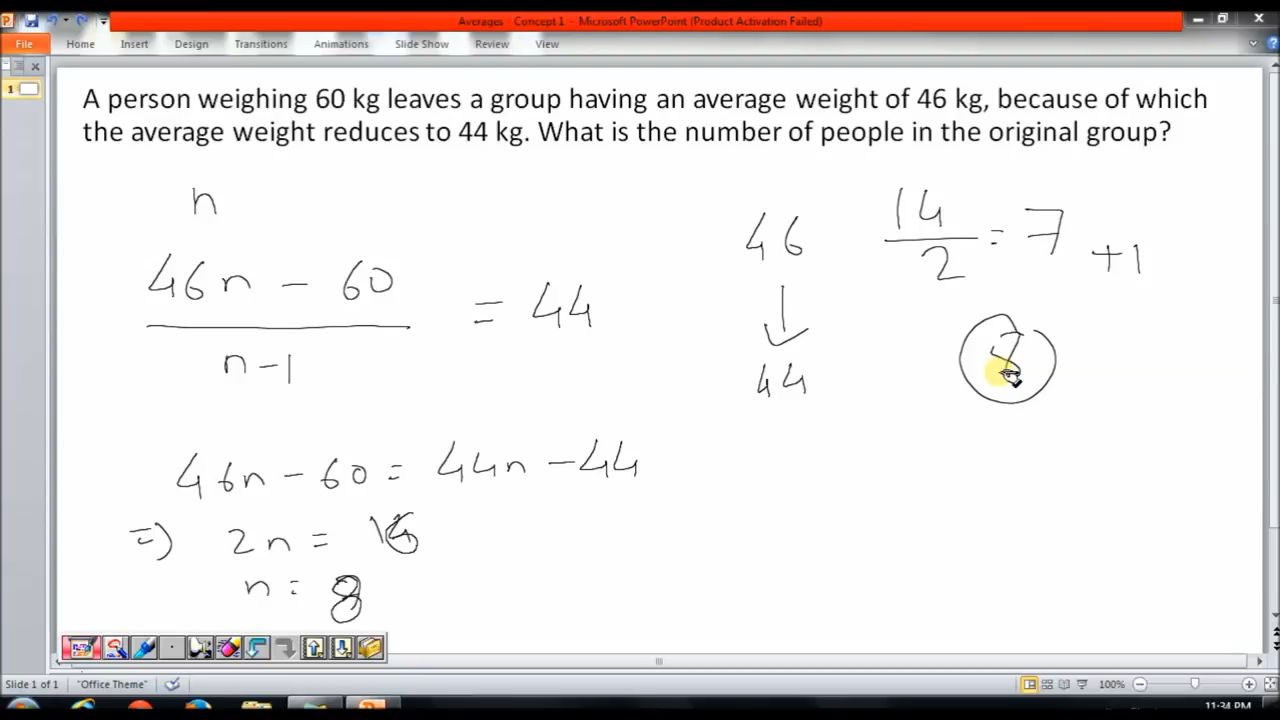 Averages - Concept 1 - Microsoft PowerPoint (Product Activation Failed)
File Home Insert Design Transitions Animations Slide Show Review View
1
A person weighing 60 kg leaves a group having an average weight of 46 kg, because of which
the average weight reduces to 44 kg. What is the number of people in the original group?
n
46n - 60
n - 1
= 44
46n - 60 = 44n - 44
=) 2n = 16
n = 8
46
44
14
2
= 7
+1
8
Slide 1 of 1 "Office Theme" 100%
11:34 PM